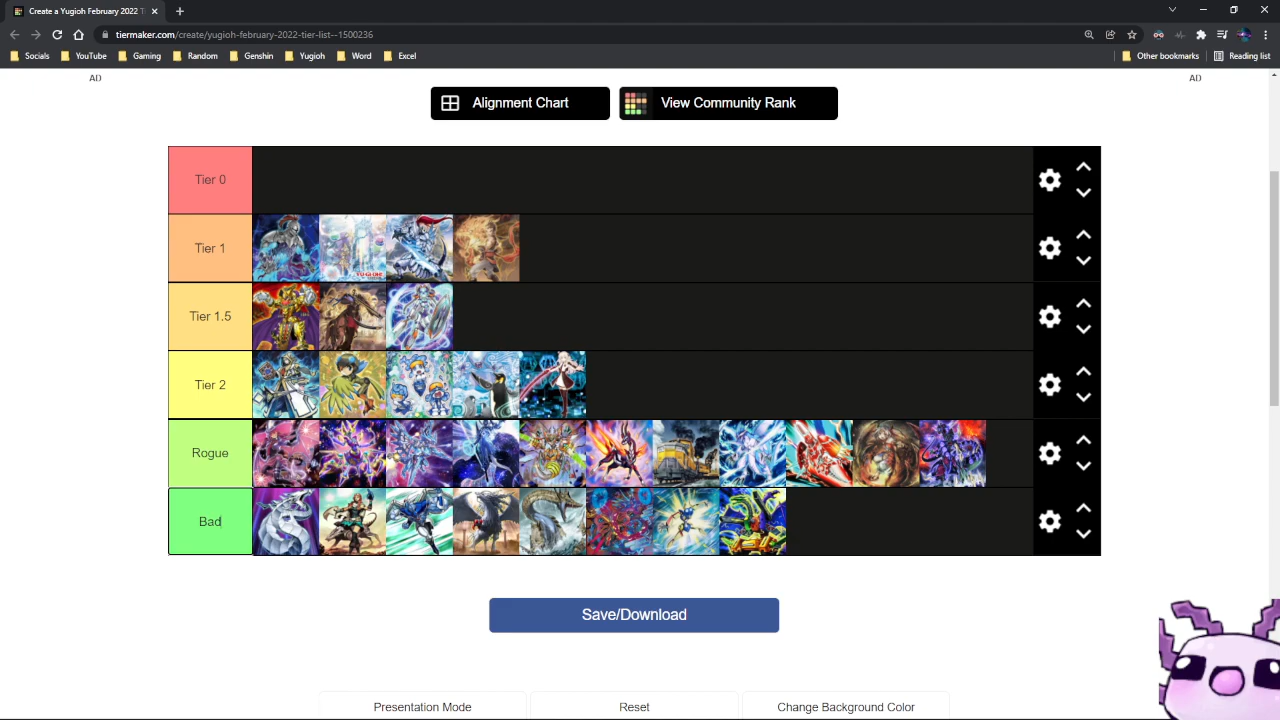 Create a Yugioh February 2022 T
tiermaker.com/create/yugioh-february-2022-tier-list--1500236
Socials YouTube Gaming Random Genshin Yugioh Word Excel Other bookmarks Reading list
AD AD
Alignment Chart View Community Rank
Tier 0
Tier 1
Tier 1.5
Tier 2
Rogue
Bad
Save/Download
Presentation Mode Reset Change Background Color